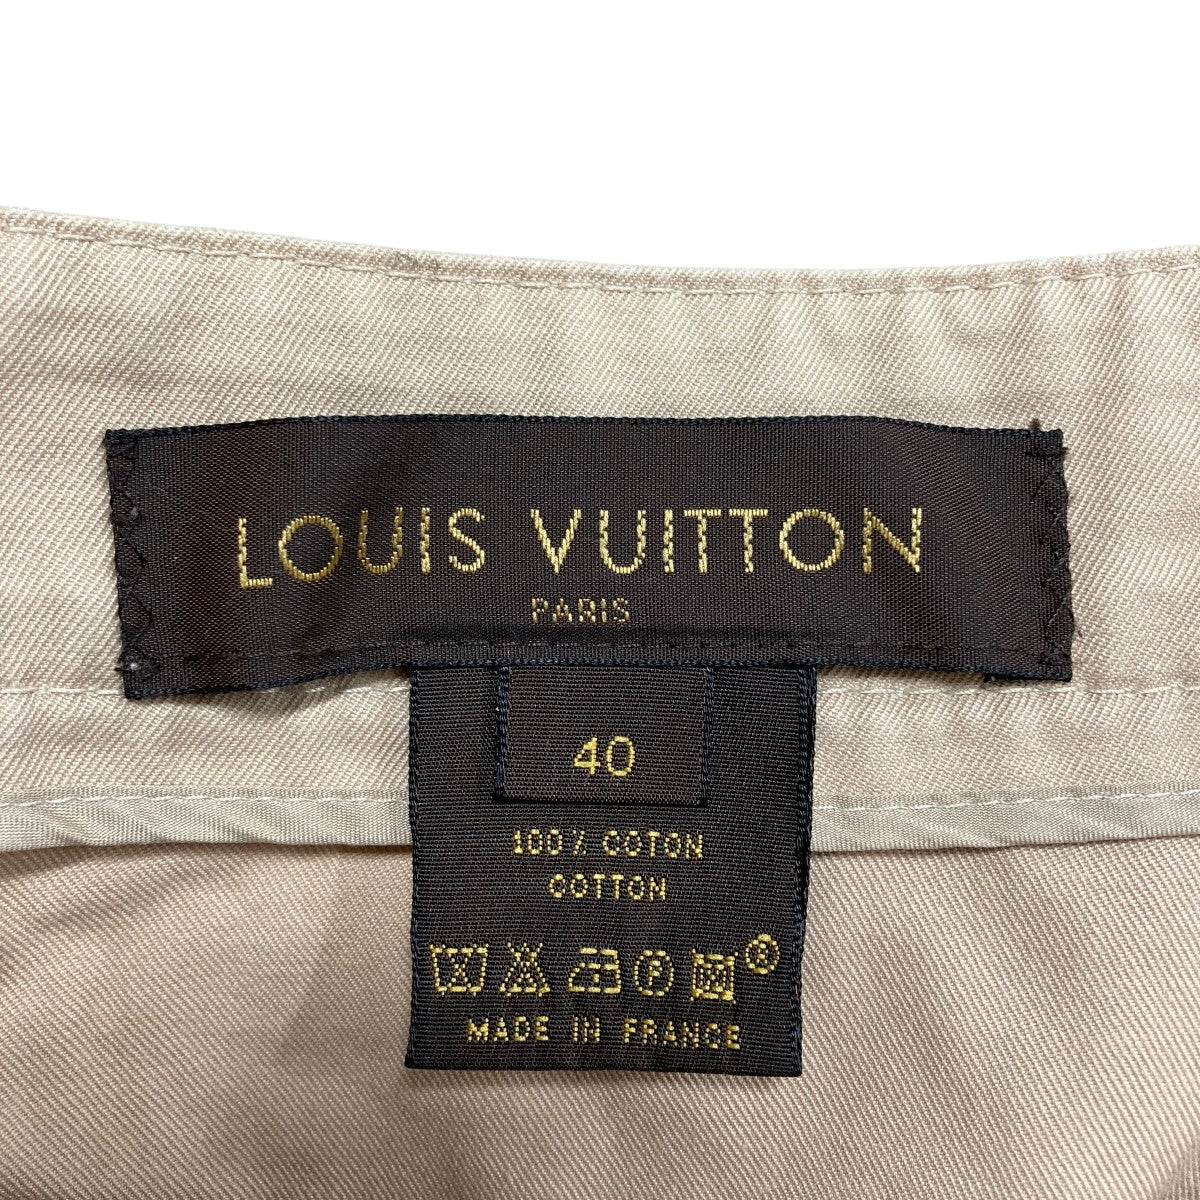 LOUIS VUITTON
PARIS
40
100% COTON
COTTON
MADE IN FRANCE